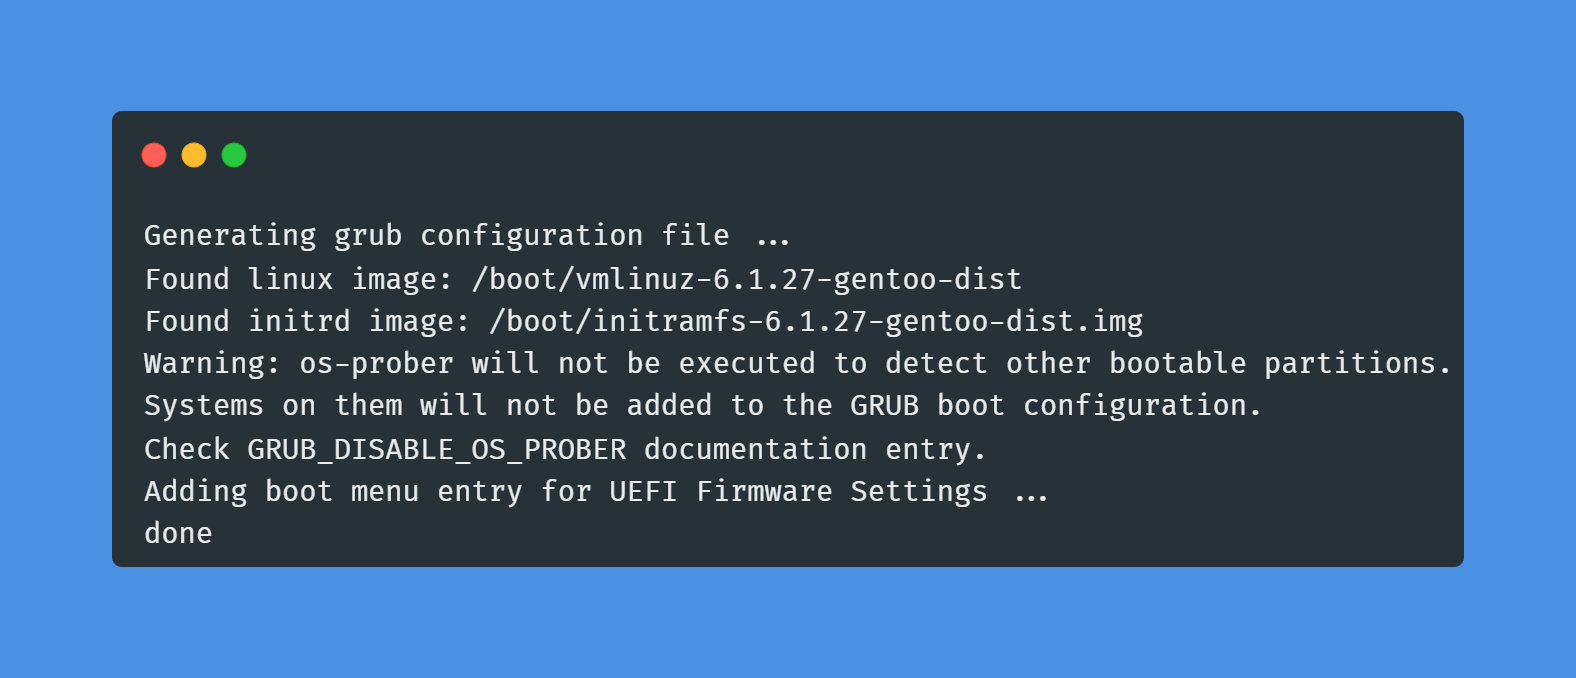 Generating grub configuration file ...
Found linux image: /boot/vmlinuz-6.1.27-gentoo-dist
Found initrd image: /boot/initramfs-6.1.27-gentoo-dist.img
Warning: os-prober will not be executed to detect other bootable partitions.
Systems on them will not be added to the GRUB boot configuration.
Check GRUB_DISABLE_OS_PROBER documentation entry.
Adding boot menu entry for UEFI Firmware Settings ...
done